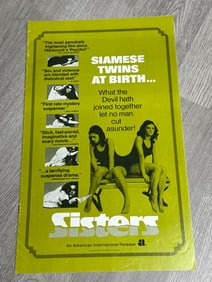 "The most genuinely
frightening film since
Hitchcock's Psycho!"
"Sex and violence
are blended with
diabolical zest"
"First rate mystery
suspenser."
"Slick, fast-paced,
imaginative and
scary movie..."
"...a terrifying
suspense drama."
SIAMESE
TWINS
AT BIRTH...
What the
Devil hath
joined together
let no man
cut
asunder!
Sisters
An American International Release